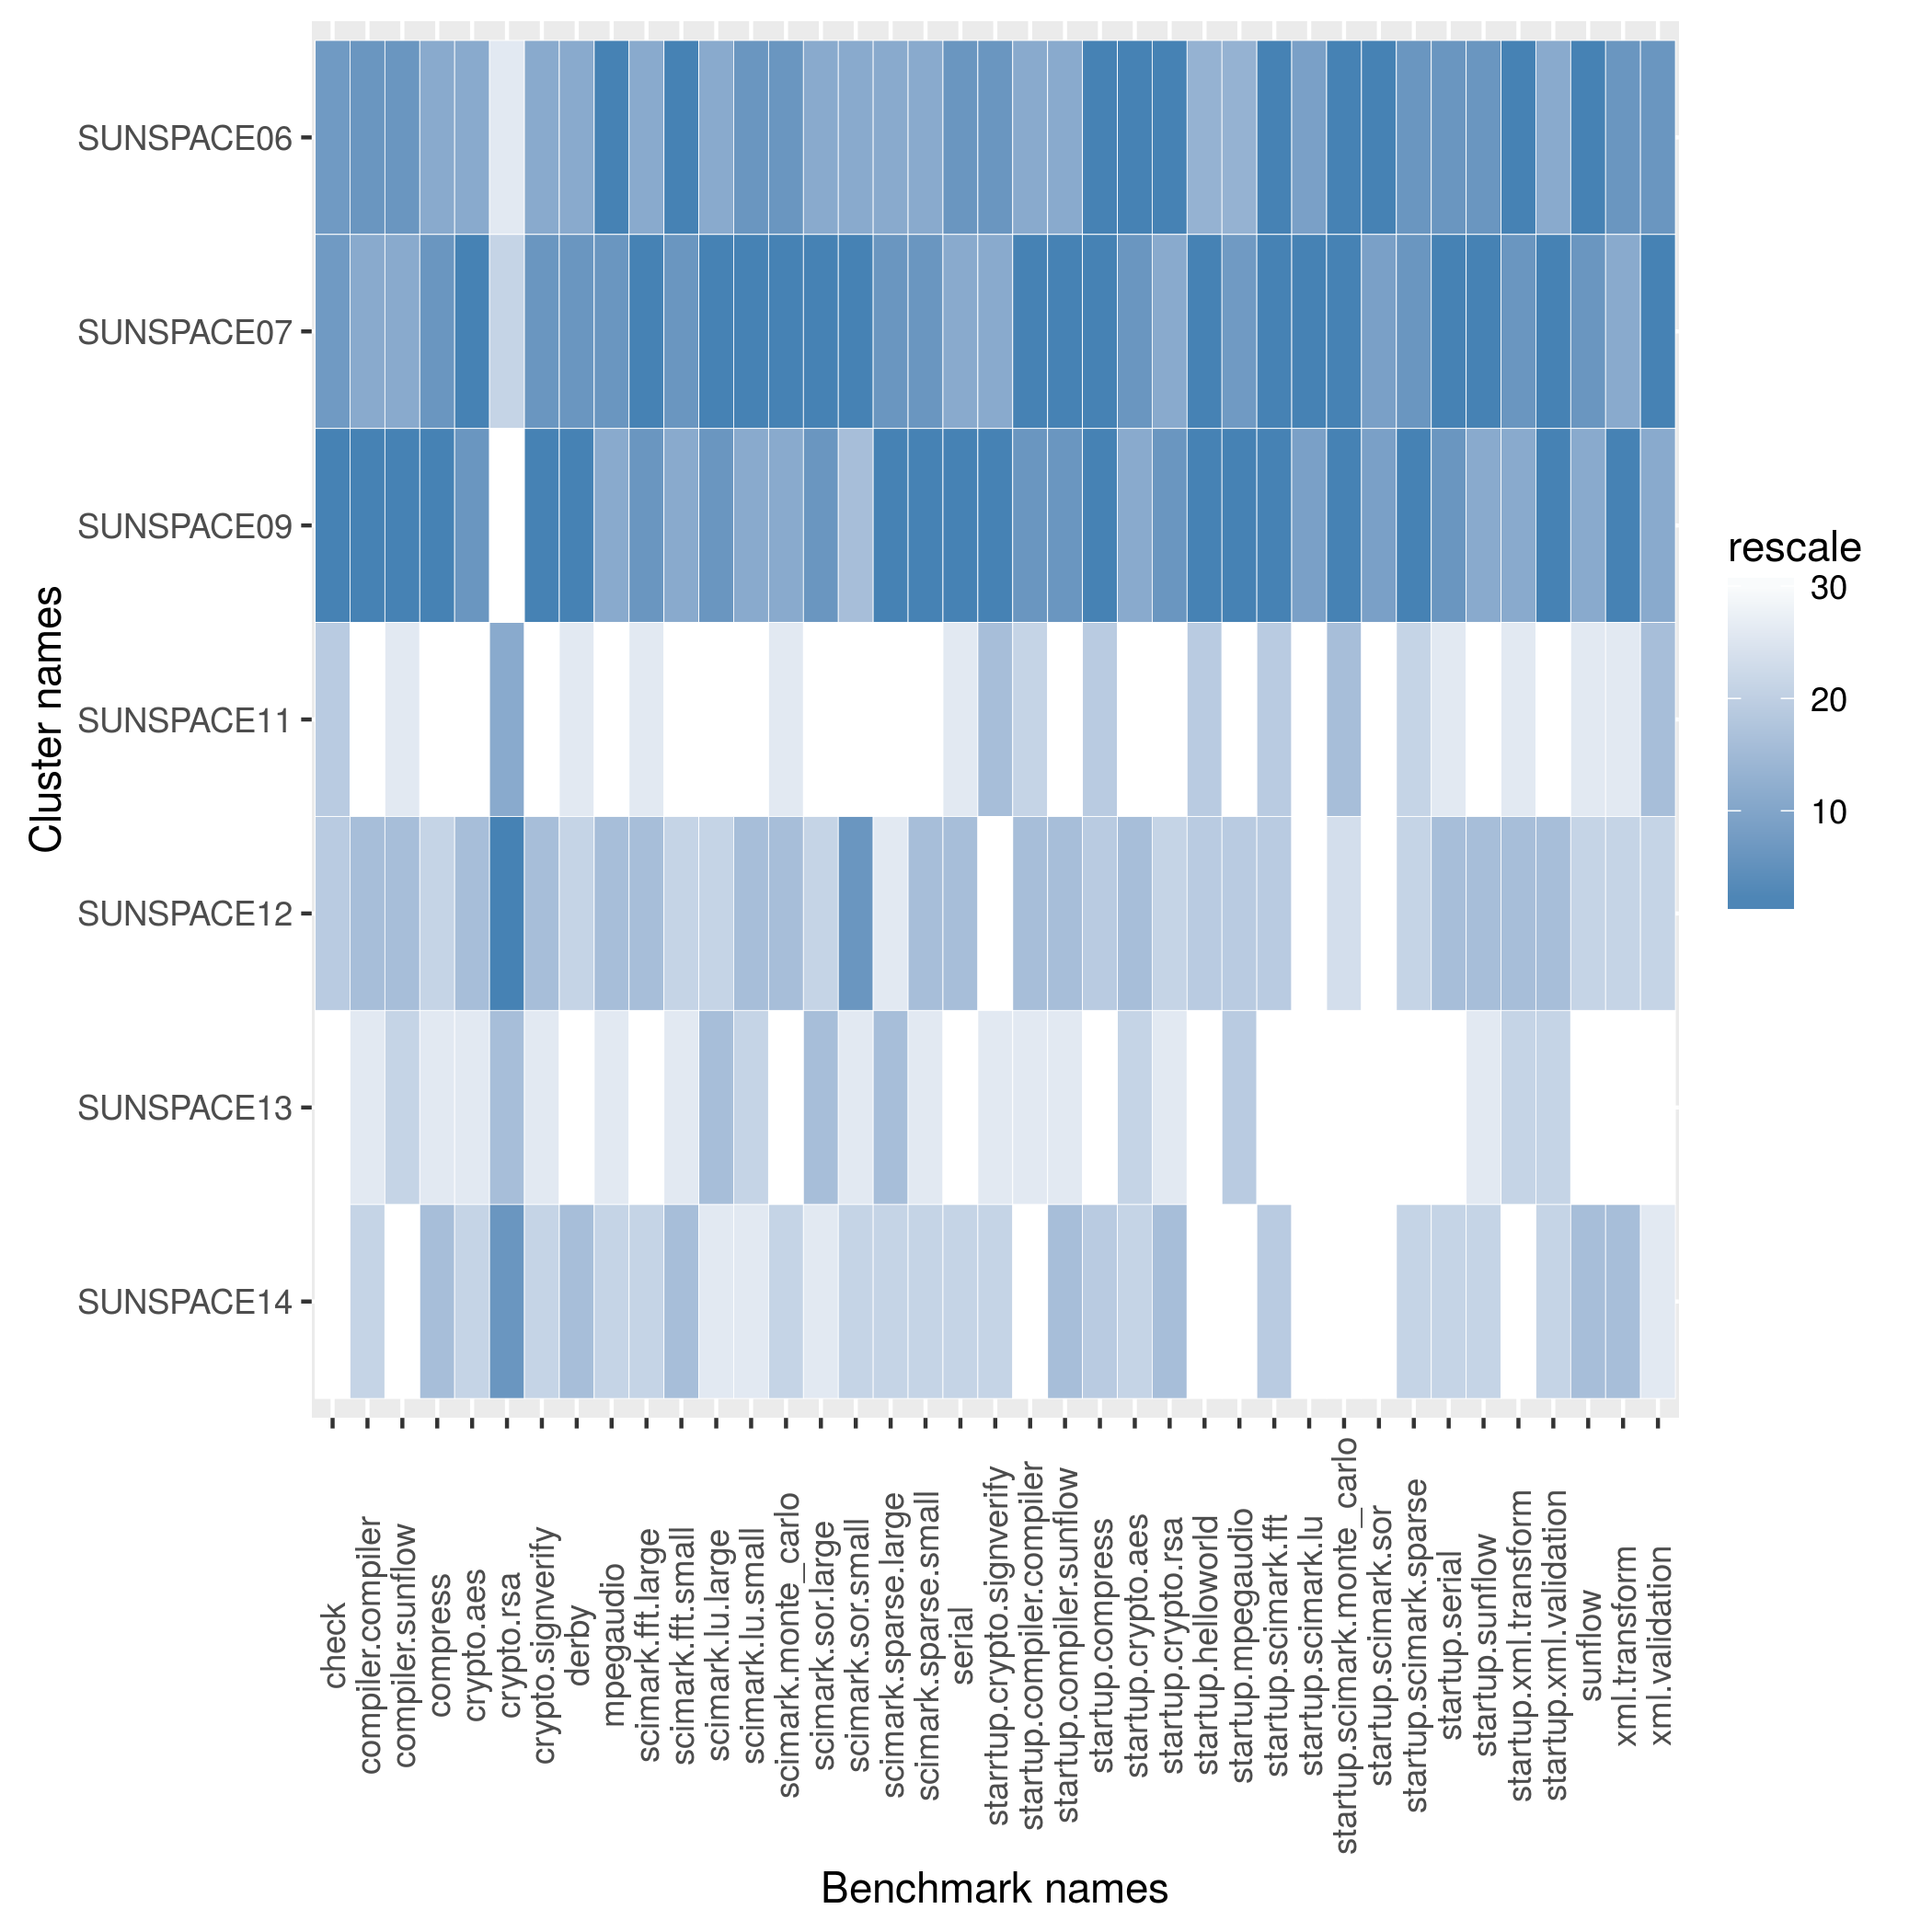 SUNSPACE06
SUNSPACE07
SUNSPACE09
SUNSPACE11
SUNSPACE12
SUNSPACE13
SUNSPACE14
Cluster names
rescale
30
20
10
check
compiler.compiler
compiler.sunflow
compress
crypto.aes
crypto.rsa
crypto.signverify
derby
mpegaudio
scimark.fft.large
scimark.fft.small
scimark.lu.large
scimark.lu.small
scimark.monte_carlo
scimark.sor.large
scimark.sor.small
scimark.sparse.large
scimark.sparse.small
serial
starrtup.crypto.signverify
startup.compiler.compiler
startup.compiler.sunflow
startup.compress
startup.crypto.aes
startup.crypto.rsa
startup.helloworld
startup.mpegaudio
startup.scimark.fft
startup.scimark.lu
startup.scimark.monte_carlo
startup.scimark.sor
startup.scimark.sparse
startup.serial
startup.sunflow
startup.xml.transform
startup.xml.validation
sunflow
xml.transform
xml.validation
Benchmark names